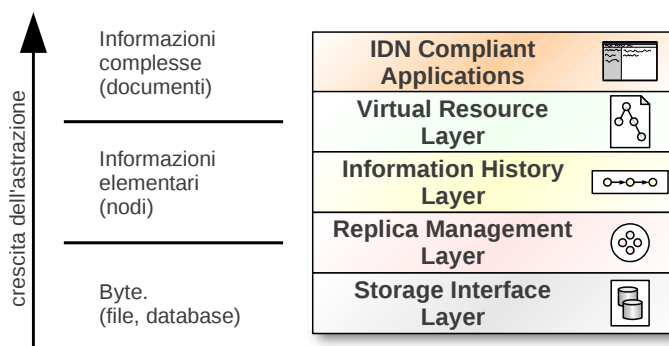 crescita dell'astrazione
Informazioni
complesse
(documenti)
Informazioni
elementari
(nodi)
Byte.
(file, database)
IDN Compliant
Applications
Virtual Resource
Layer
Information History
Layer
Replica Management
Layer
Storage Interface
Layer